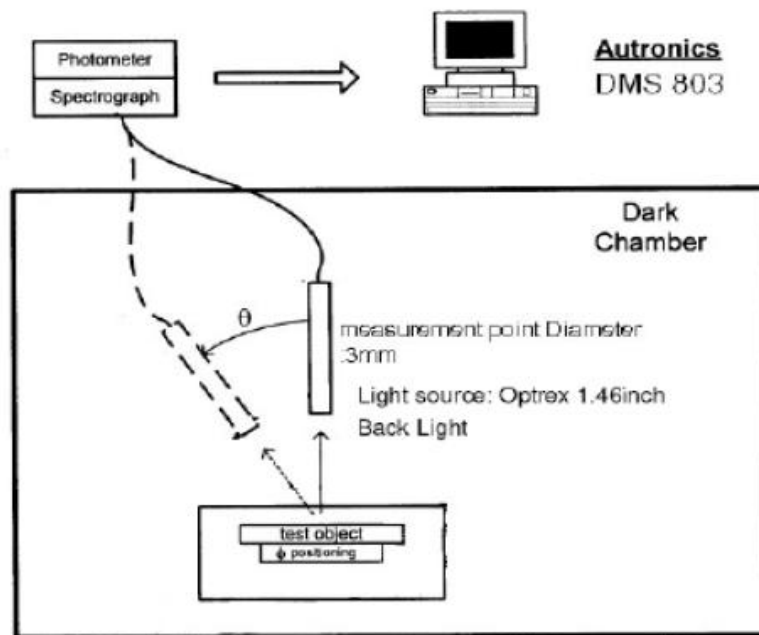 Photometer
Spectrograph
Autronics
DMS 803
Dark
Chamber
θ
measurement point Diameter
:3mm
Light source: Optrex 1.46inch
Back Light
test object
ϕ positioning